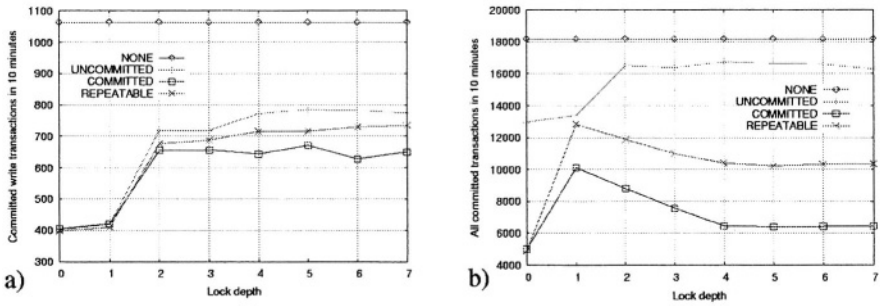 1100
1000
900
800
700
600
500
400
300
0 1 2 3 4 5 6 7
Lock depth
Committed write transactions in 10 minutes
NONE
UNCOMMITTED
COMMITTED
REPEATABLE
a)
20000
18000
16000
14000
12000
10000
8000
6000
4000
0 1 2 3 4 5 6 7
Lock depth
All committed transactions in 10 minutes
NONE
UNCOMMITTED
COMMITTED
REPEATABLE
b)